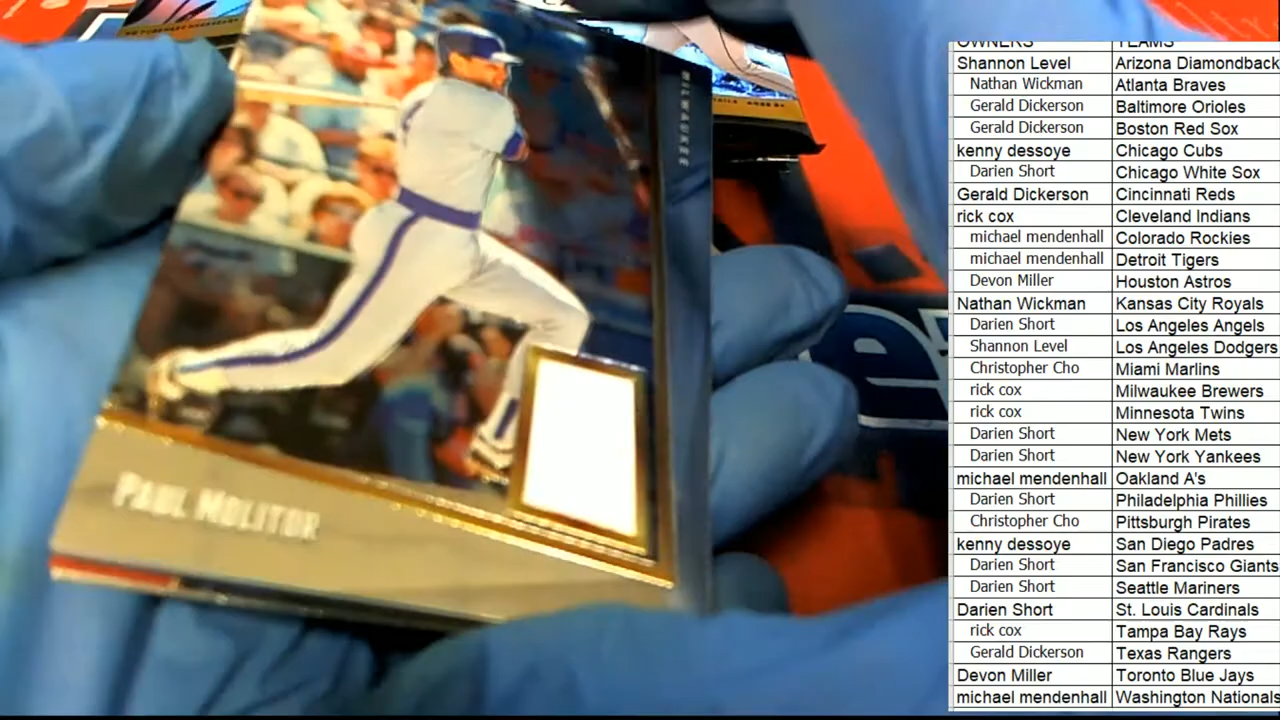 MILWAUKEE
PAUL MOLITOR
OWNERS TEAMS
Shannon Level Arizona Diamondback
Nathan Wickman Atlanta Braves
Gerald Dickerson Baltimore Orioles
Gerald Dickerson Boston Red Sox
kenny dessoye Chicago Cubs
Darien Short Chicago White Sox
Gerald Dickerson Cincinnati Reds
rick cox Cleveland Indians
michael mendenhall Colorado Rockies
michael mendenhall Detroit Tigers
Devon Miller Houston Astros
Nathan Wickman Kansas City Royals
Darien Short Los Angeles Angels
Shannon Level Los Angeles Dodgers
Christopher Cho Miami Marlins
rick cox Milwaukee Brewers
rick cox Minnesota Twins
Darien Short New York Mets
Darien Short New York Yankees
michael mendenhall Oakland A's
Darien Short Philadelphia Phillies
Christopher Cho Pittsburgh Pirates
kenny dessoye San Diego Padres
Darien Short San Francisco Giants
Darien Short Seattle Mariners
Darien Short St. Louis Cardinals
rick cox Tampa Bay Rays
Gerald Dickerson Texas Rangers
Devon Miller Toronto Blue Jays
michael mendenhall Washington Nationals